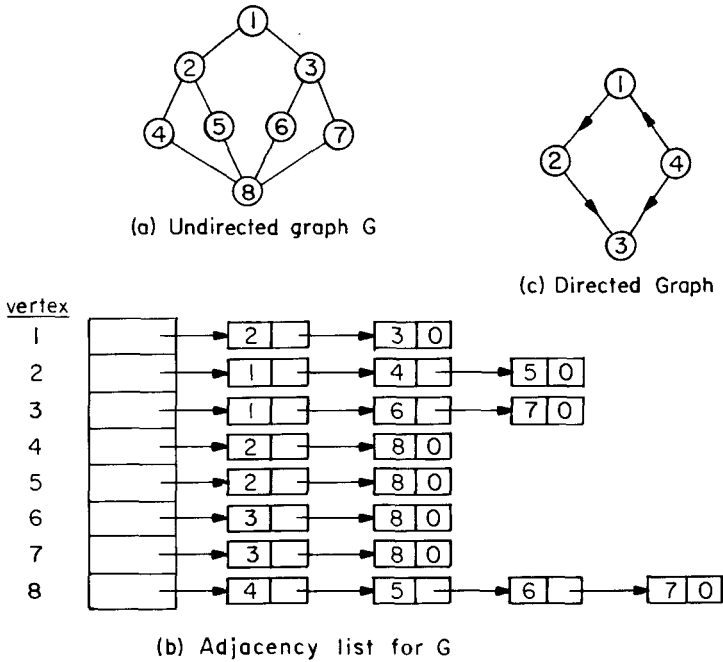 1
2 3
4 5 6 7
8
(a) Undirected graph G
1
2 4
3
(c) Directed Graph
vertex
1 2 3 0
2 1 4 5 0
3 1 6 7 0
4 2 8 0
5 2 8 0
6 3 8 0
7 3 8 0
8 4 5 6 7 0
(b) Adjacency list for G